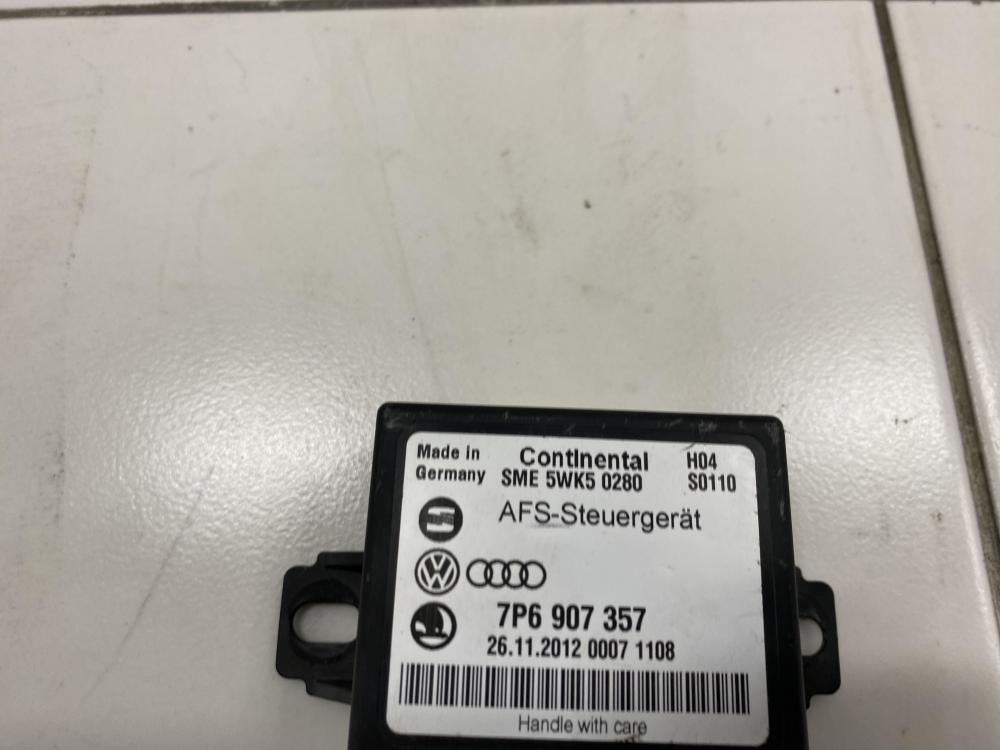 Made in Germany
Continental
SME 5WK5 0280
H04
S0110
AFS-Steuergerät
7P6 907 357
26.11.2012 0007 1108
Handle with care